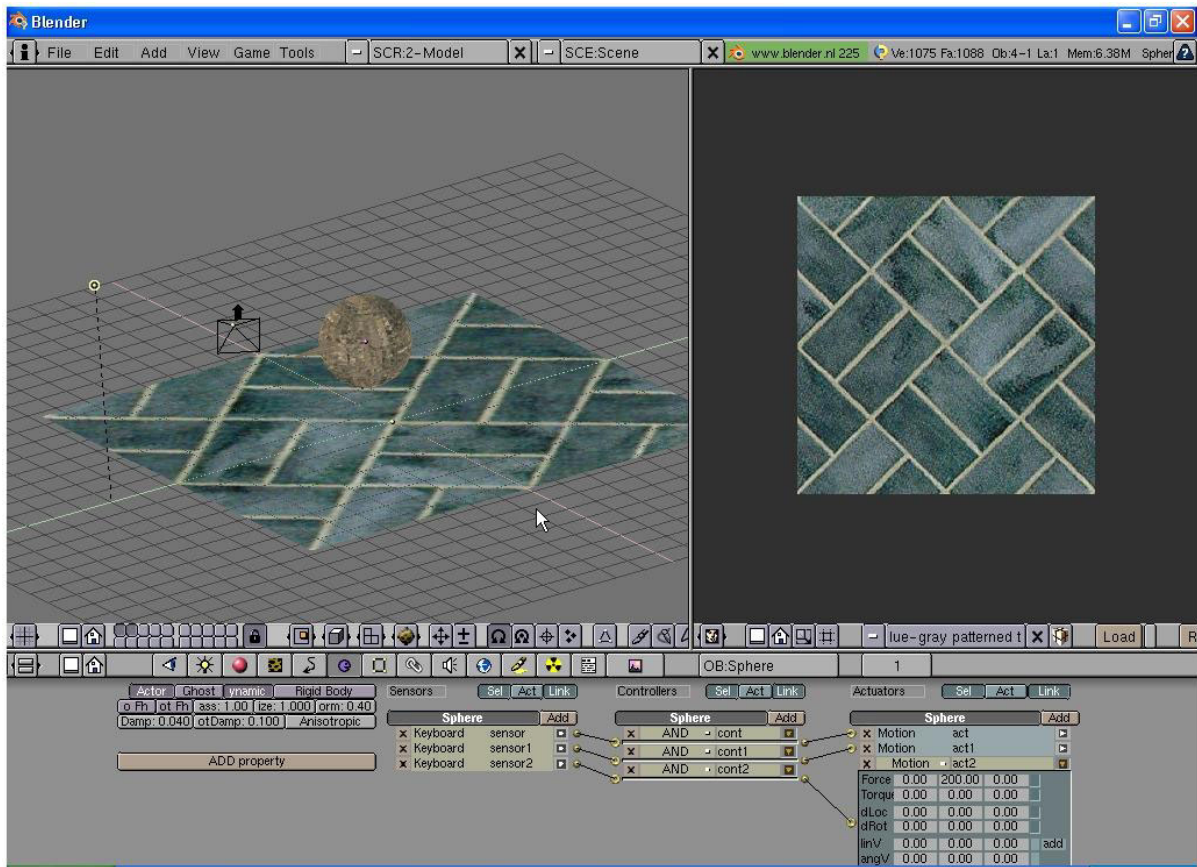 Blender
File Edit Add View Game Tools SCR:2-Model SCE:Scene www.blender.nl 225 Ve:1075 Fa:1088 Ob:4-1 La:1 Mem:6.38M Spher
lue-gray patterned t Load R
OB:Sphere 1
Actor Ghost ynamic Rigid Body Sensors Sel Act Link Controllers Sel Act Link Actuators Sel Act Link
o Fh ot Fh ass: 1.00 ize: 1.000 orm: 0.40
Damp: 0.040 otDamp: 0.100 Anisotropic Sphere Add Sphere Add Sphere Add
Keyboard sensor AND cont Motion act
Keyboard sensor1 AND cont1 Motion act1
ADD property Keyboard sensor2 AND cont2 Motion act2
Force 0.00 200.00 0.00
Torque 0.00 0.00 0.00
dLoc 0.00 0.00 0.00
dRot 0.00 0.00 0.00
linV 0.00 0.00 0.00 add
angV 0.00 0.00 0.00